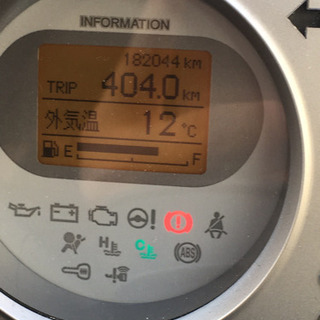 INFORMATION
182044 km
TRIP 404.0 km
外気温 12 °C
E F
H C ABS